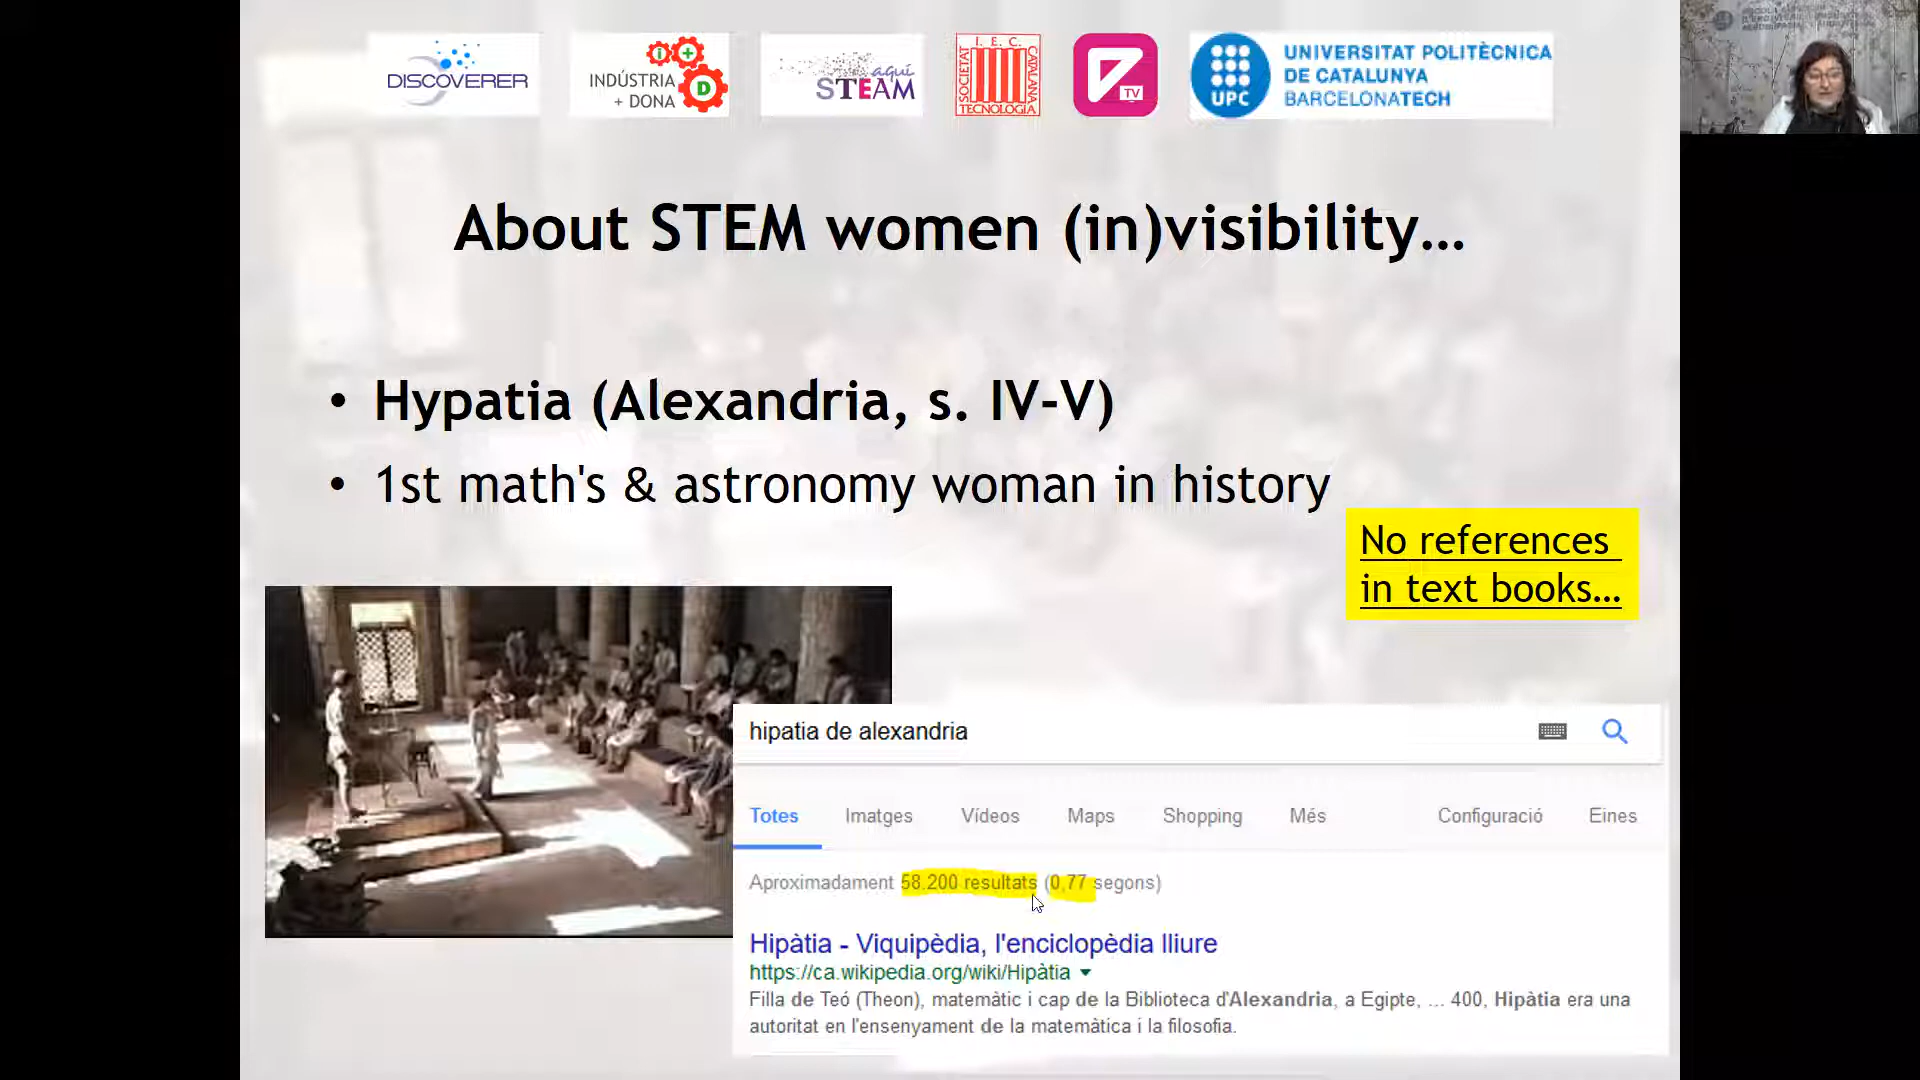 DISCOVERER
INDÚSTRIA
+ DONA
i
+
D
aquí
STEAM
I. E. C.
SOCIETAT
CATALANA
TECNOLOGIA
TV
UPC
UNIVERSITAT POLITÈCNICA
DE CATALUNYA
BARCELONATECH
About STEM women (in)visibility...
• Hypatia (Alexandria, s. IV-V)
• 1st math's & astronomy woman in history
No references
in text books...
hipatia de alexandria
Totes Imatges Vídeos Maps Shopping Més Configuració Eines
Aproximadament 58.200 resultats (0,77 segons)
Hipàtia - Viquipèdia, l'enciclopèdia lliure
https://ca.wikipedia.org/wiki/Hipàtia
Filla de Teó (Theon), matemàtic i cap de la Biblioteca d'Alexandria, a Egipte, ... 400, Hipàtia era una
autoritat en l'ensenyament de la matemàtica i la filosofia.